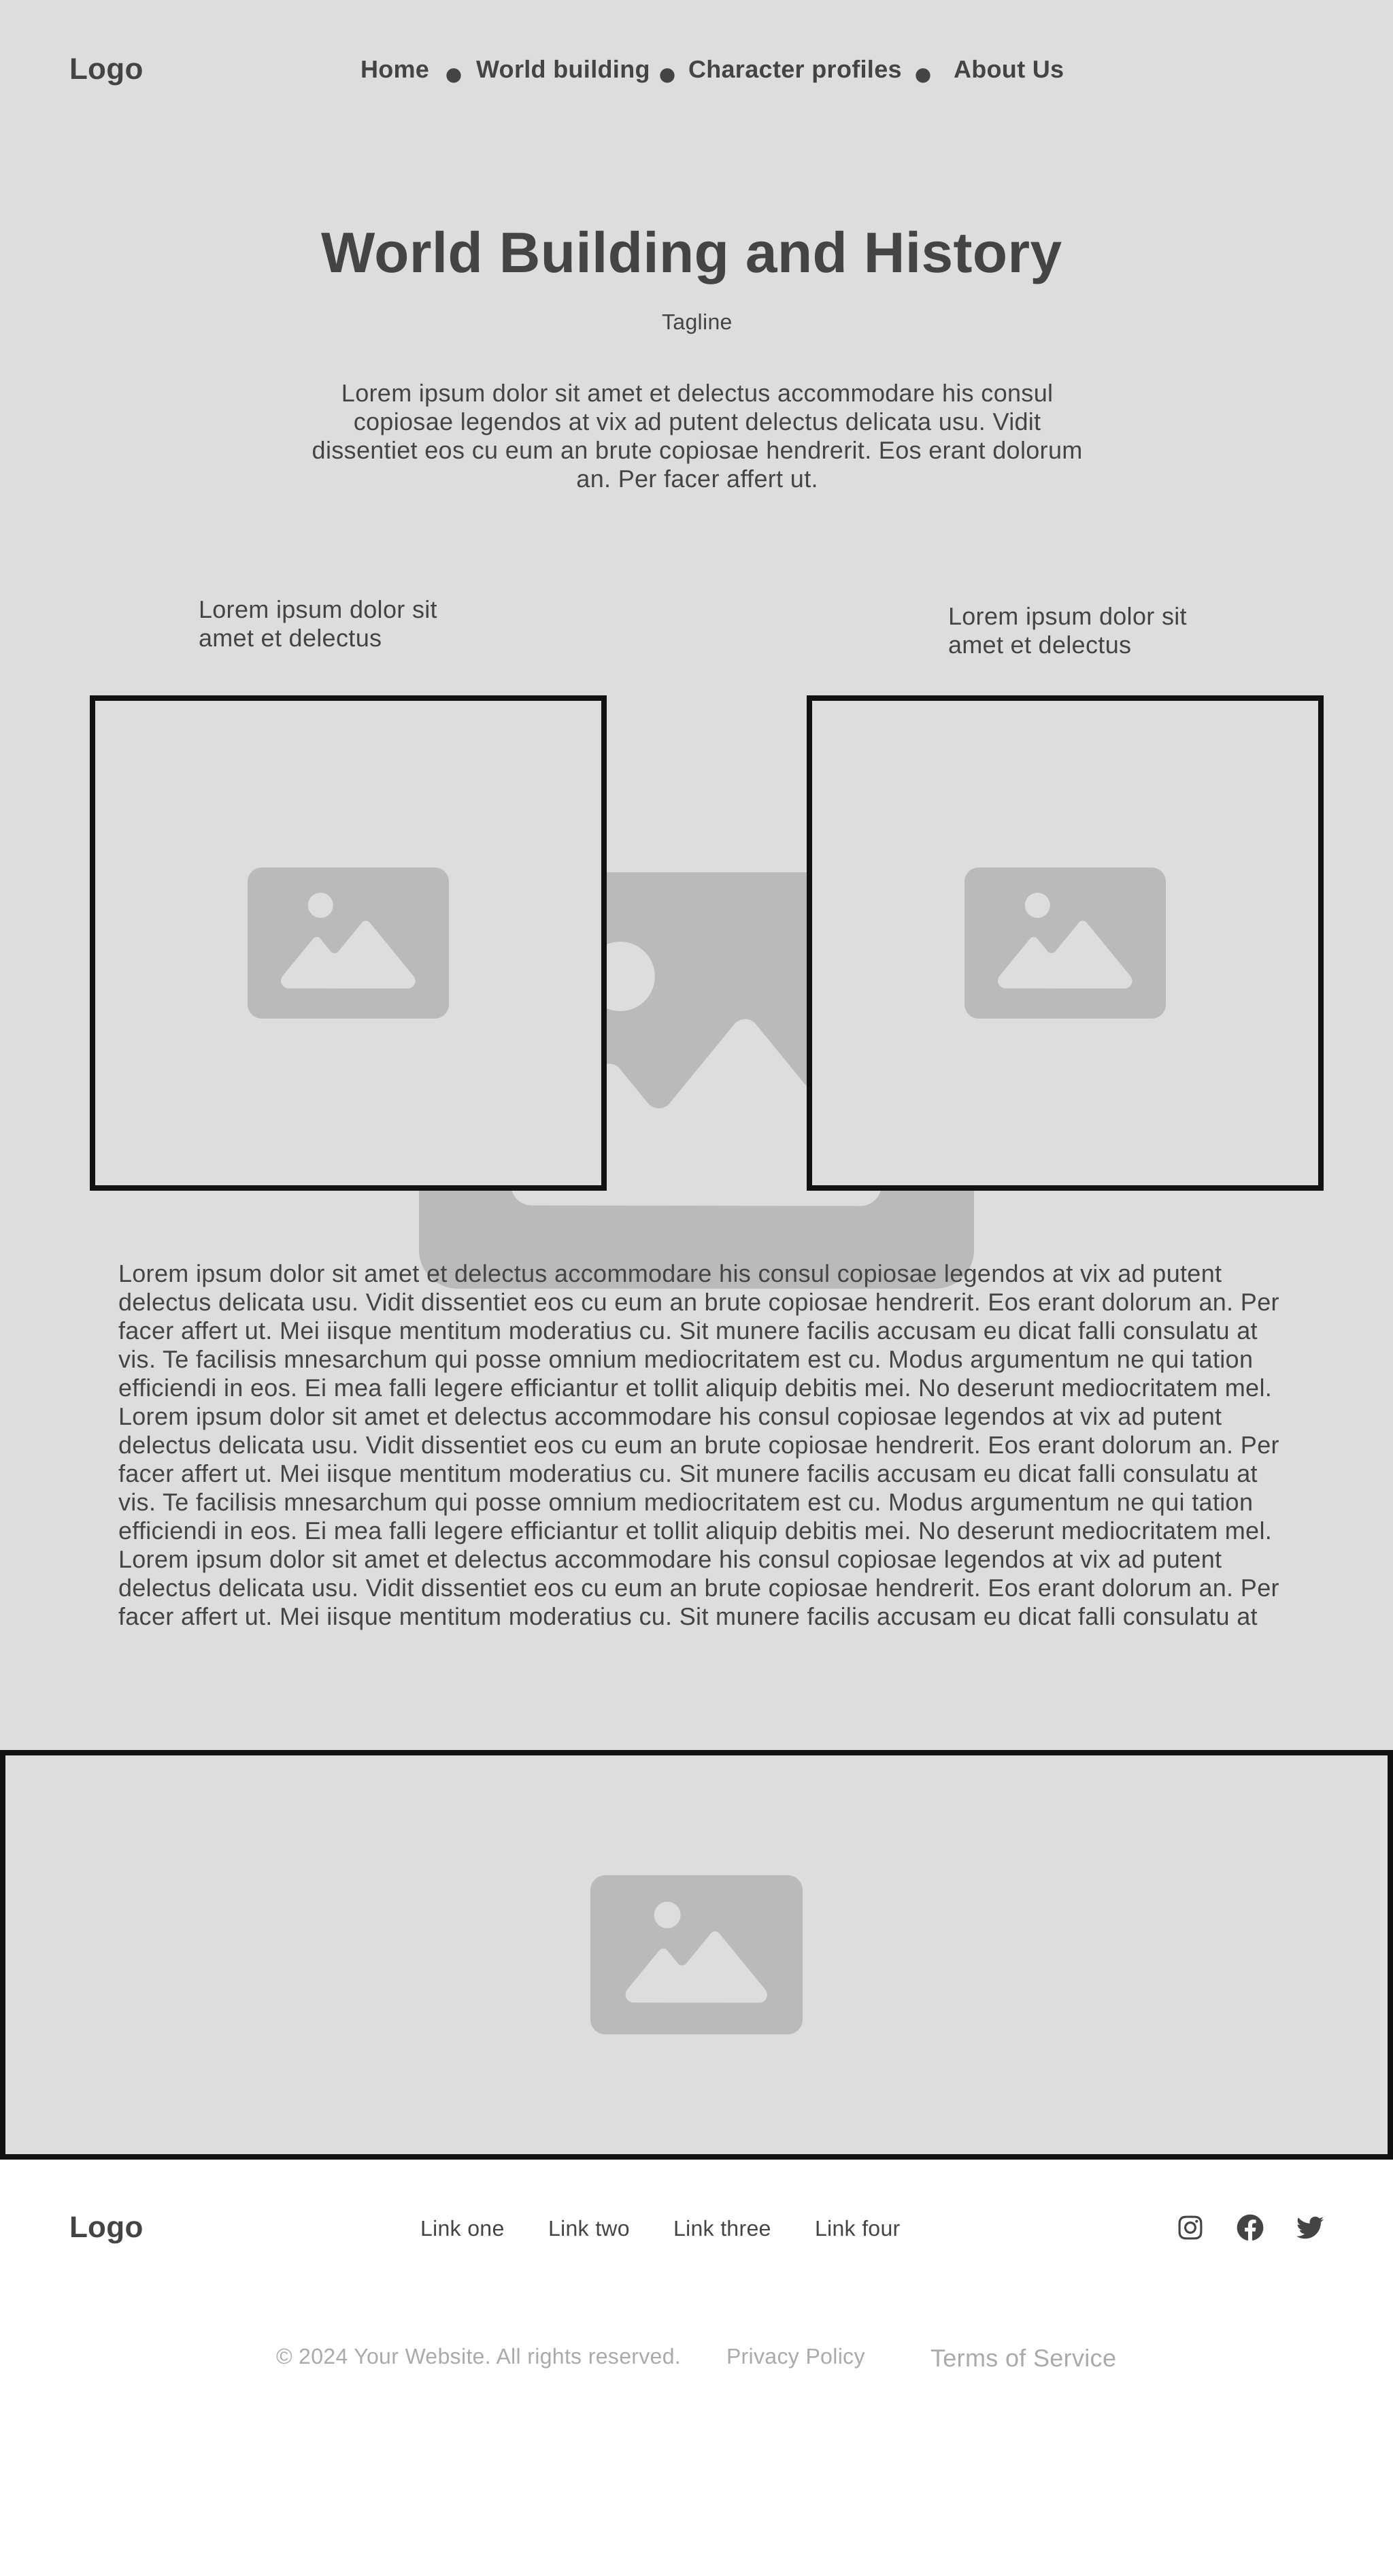 Logo
Home ● World building ● Character profiles ● About Us
World Building and History
Tagline
Lorem ipsum dolor sit amet et delectus accommodare his consul
copiosae legendos at vix ad putent delectus delicata usu. Vidit
dissentiet eos cu eum an brute copiosae hendrerit. Eos erant dolorum
an. Per facer affert ut.
Lorem ipsum dolor sit
amet et delectus
Lorem ipsum dolor sit
amet et delectus
Lorem ipsum dolor sit amet et delectus accommodare his consul copiosae legendos at vix ad putent
delectus delicata usu. Vidit dissentiet eos cu eum an brute copiosae hendrerit. Eos erant dolorum an. Per
facer affert ut. Mei iisque mentitum moderatius cu. Sit munere facilis accusam eu dicat falli consulatu at
vis. Te facilisis mnesarchum qui posse omnium mediocritatem est cu. Modus argumentum ne qui tation
efficiendi in eos. Ei mea falli legere efficiantur et tollit aliquip debitis mei. No deserunt mediocritatem mel.
Lorem ipsum dolor sit amet et delectus accommodare his consul copiosae legendos at vix ad putent
delectus delicata usu. Vidit dissentiet eos cu eum an brute copiosae hendrerit. Eos erant dolorum an. Per
facer affert ut. Mei iisque mentitum moderatius cu. Sit munere facilis accusam eu dicat falli consulatu at
vis. Te facilisis mnesarchum qui posse omnium mediocritatem est cu. Modus argumentum ne qui tation
efficiendi in eos. Ei mea falli legere efficiantur et tollit aliquip debitis mei. No deserunt mediocritatem mel.
Lorem ipsum dolor sit amet et delectus accommodare his consul copiosae legendos at vix ad putent
delectus delicata usu. Vidit dissentiet eos cu eum an brute copiosae hendrerit. Eos erant dolorum an. Per
facer affert ut. Mei iisque mentitum moderatius cu. Sit munere facilis accusam eu dicat falli consulatu at
Logo
Link one Link two Link three Link four
© 2024 Your Website. All rights reserved. Privacy Policy Terms of Service